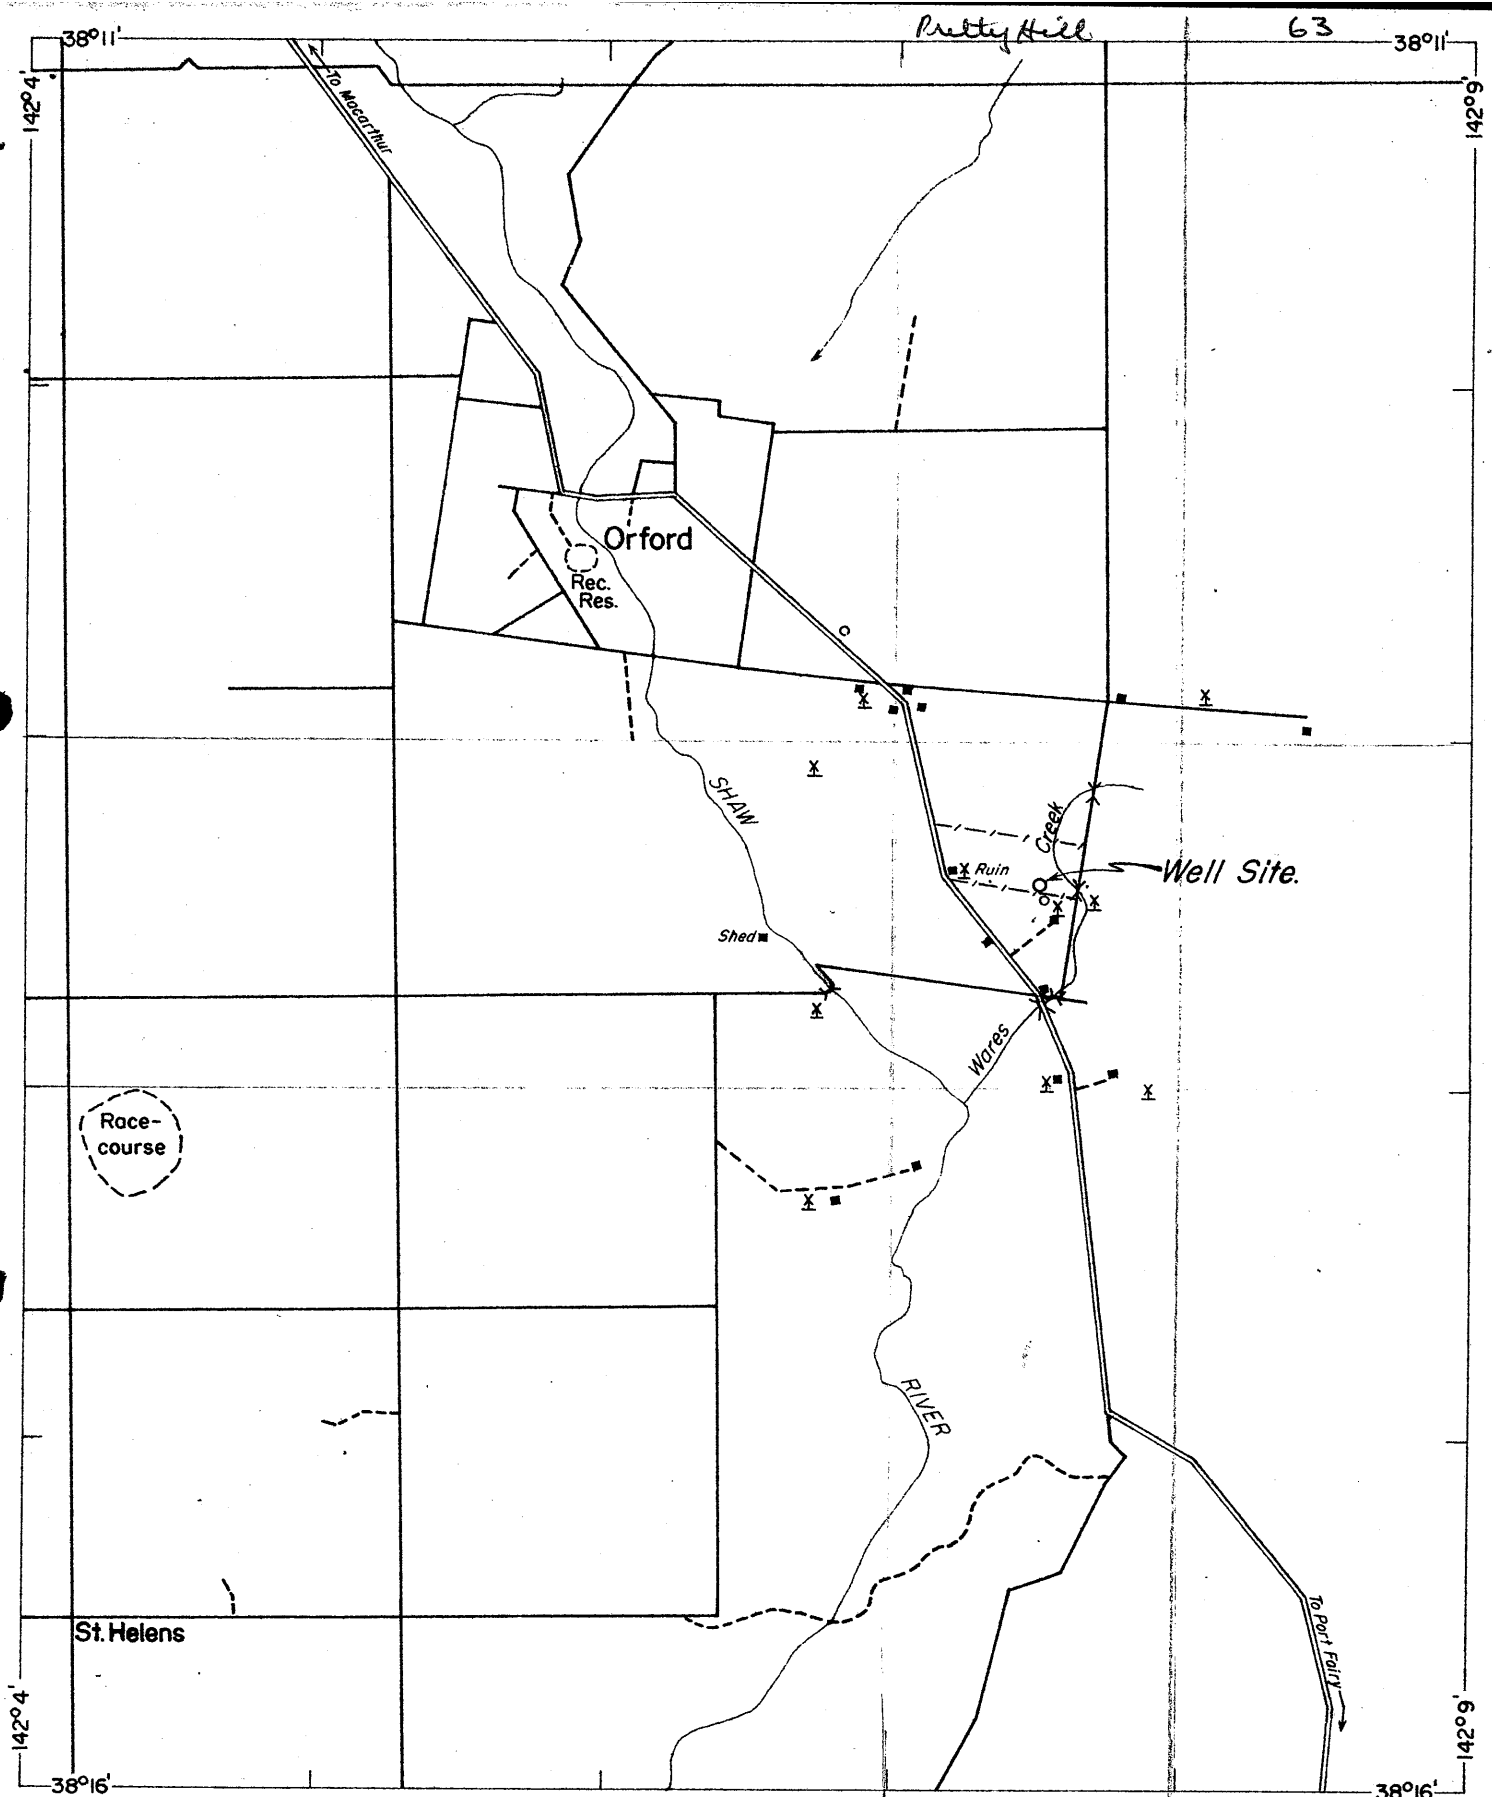 Pretty Hill 63
38°11' 38°11'
142°4' 142°9'
To Macarthur
Orford
Rec.
Res.
SHAW
Creek
Ruin
Well Site.
Shed
Wares
Race-
course
RIVER
St. Helens
To Port Fairy
142°4' 142°9'
38°16' 38°16'